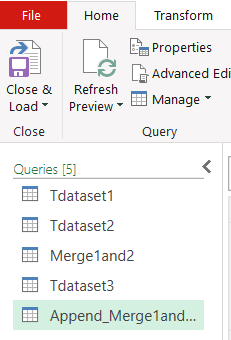 File Home Transform
Close & Load
Refresh Preview
Properties
Advanced Edi
Manage
Close
Query
Queries [5]
Tdataset1
Tdataset2
Merge1and2
Tdataset3
Append_Merge1and...